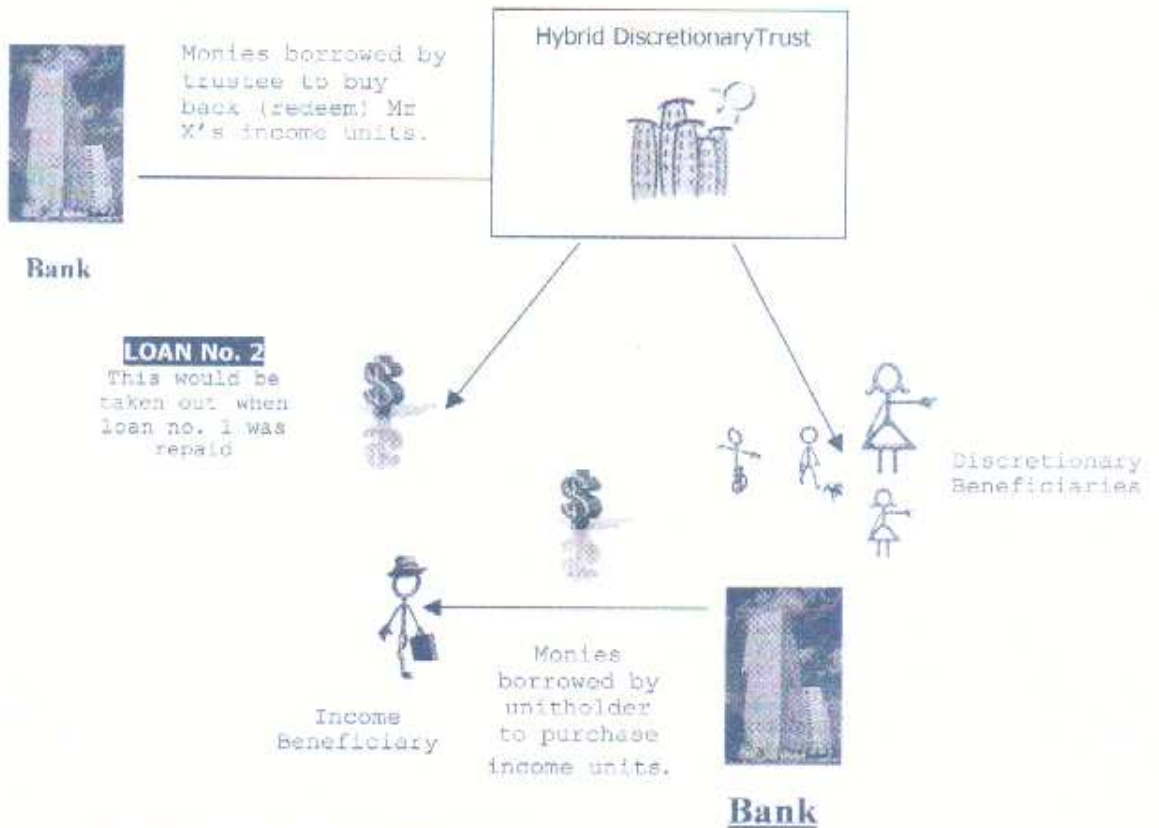 Hybrid DiscretionaryTrust
Monies borrowed by
trustee to buy
back (redeem) Mr
X's income units.
Bank
LOAN No. 2
This would be
taken out when
loan no. 1 was
repaid
Discretionary
Beneficiaries
Income
Beneficiary
Monies
borrowed by
unitholder
to purchase
income units.
Bank